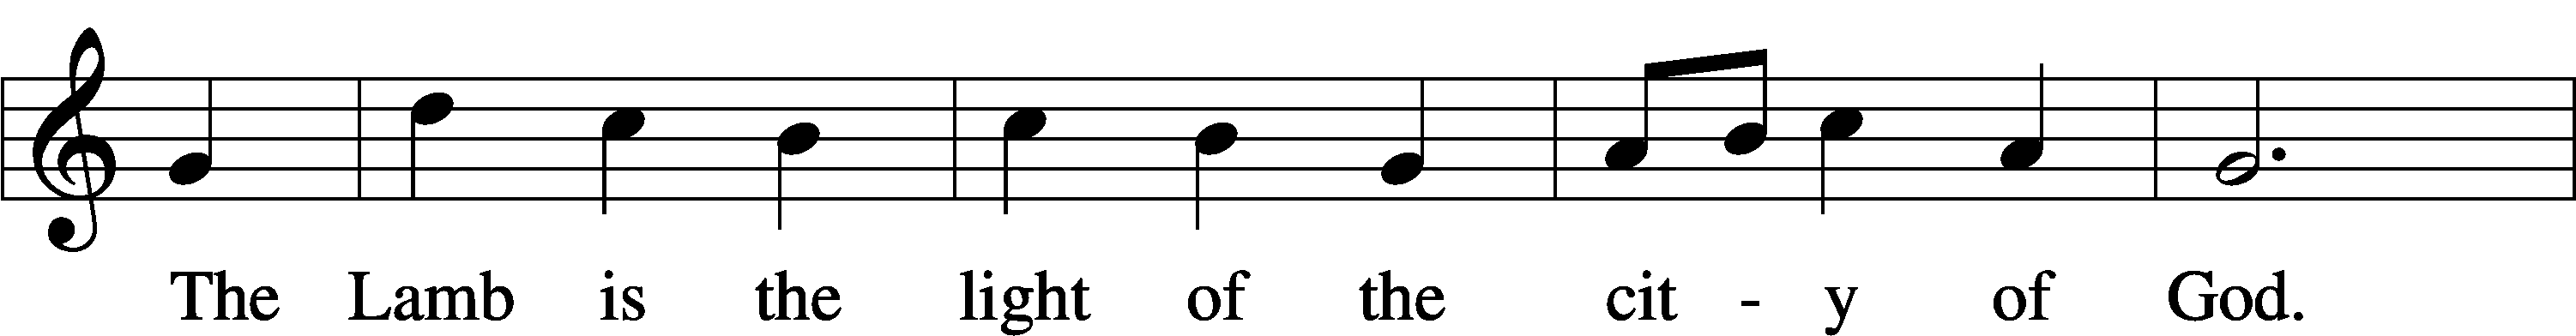 The Lamb is the light of the cit - y of God.